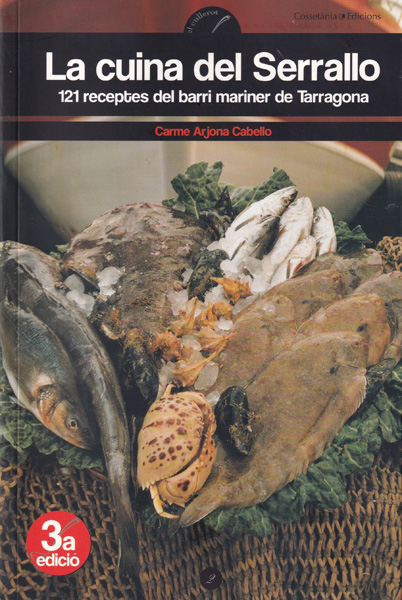 el cullerot
Cossetània Edicions
La cuina del Serrallo
121 receptes del barri mariner de Tarragona
Carme Arjona Cabello
3a
edició
2